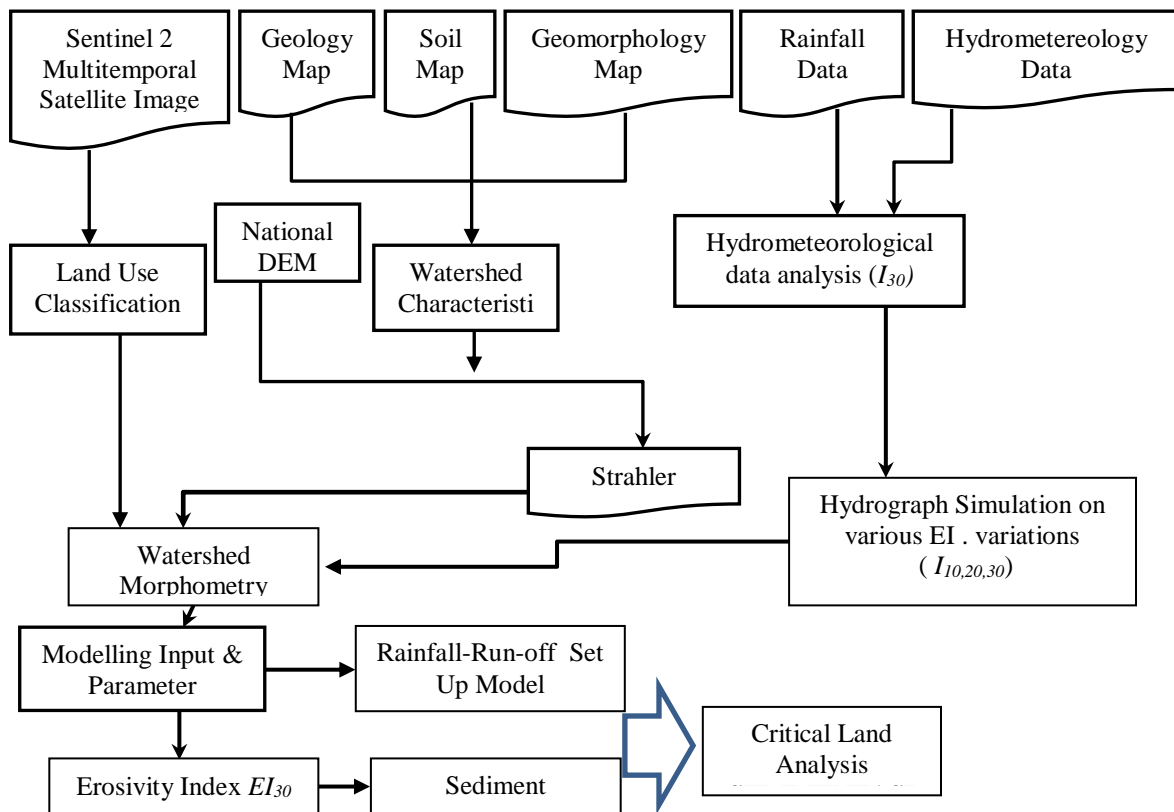 Sentinel 2
Multitemporal
Satellite Image
Geology
Map
Soil
Map
Geomorphology
Map
Rainfall
Data
Hydrometereology
Data
National
DEM
Land Use
Classification
Watershed
Characteristi
Hydrometeorological
data analysis (I30)
Strahler
Hydrograph Simulation on
various EI . variations
( I10,20,30)
Watershed
Morphometry
Modelling Input &
Parameter
Rainfall-Run-off Set
Up Model
Critical Land
Analysis
Erosivity Index EI30
Sediment